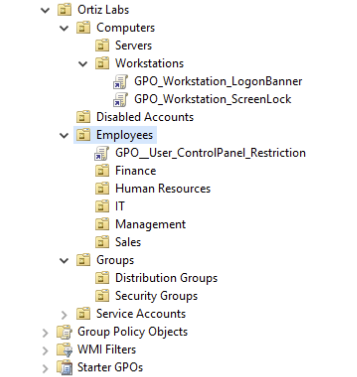 Ortiz Labs
Computers
Servers
Workstations
GPO_Workstation_LogonBanner
GPO_Workstation_ScreenLock
Disabled Accounts
Employees
GPO__User_ControlPanel_Restriction
Finance
Human Resources
IT
Management
Sales
Groups
Distribution Groups
Security Groups
Service Accounts
Group Policy Objects
WMI Filters
Starter GPOs